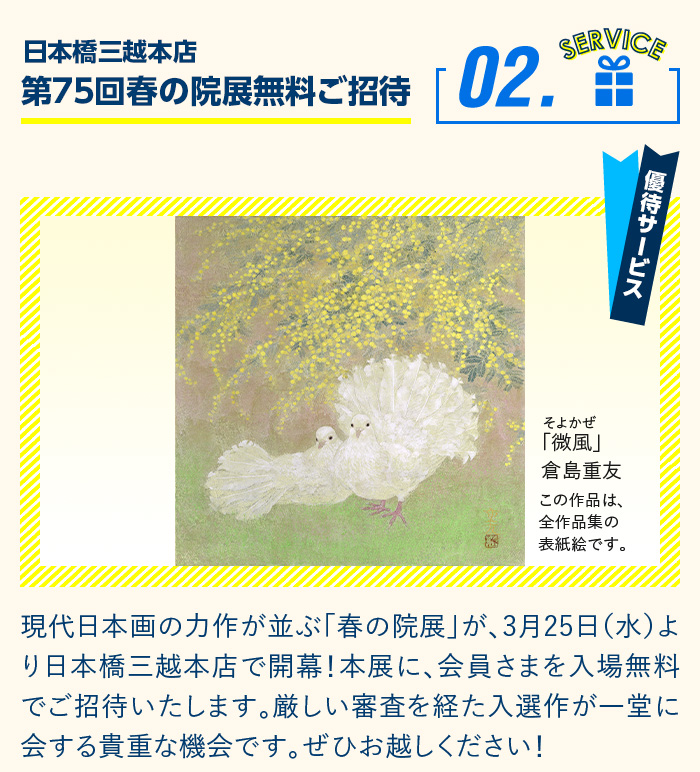 日本橋三越本店
第75回春の院展無料ご招待
02.
SERVICE
優待サービス
そよかぜ
「微風」
倉島重友
この作品は、
全作品集の
表紙絵です。
現代日本画の力作が並ぶ「春の院展」が、3月25日(水)よ
り日本橋三越本店で開幕！本展に、会員さまを入場無料
でご招待いたします。厳しい審査を経た入選作が一堂に
会する貴重な機会です。ぜひお越しください！